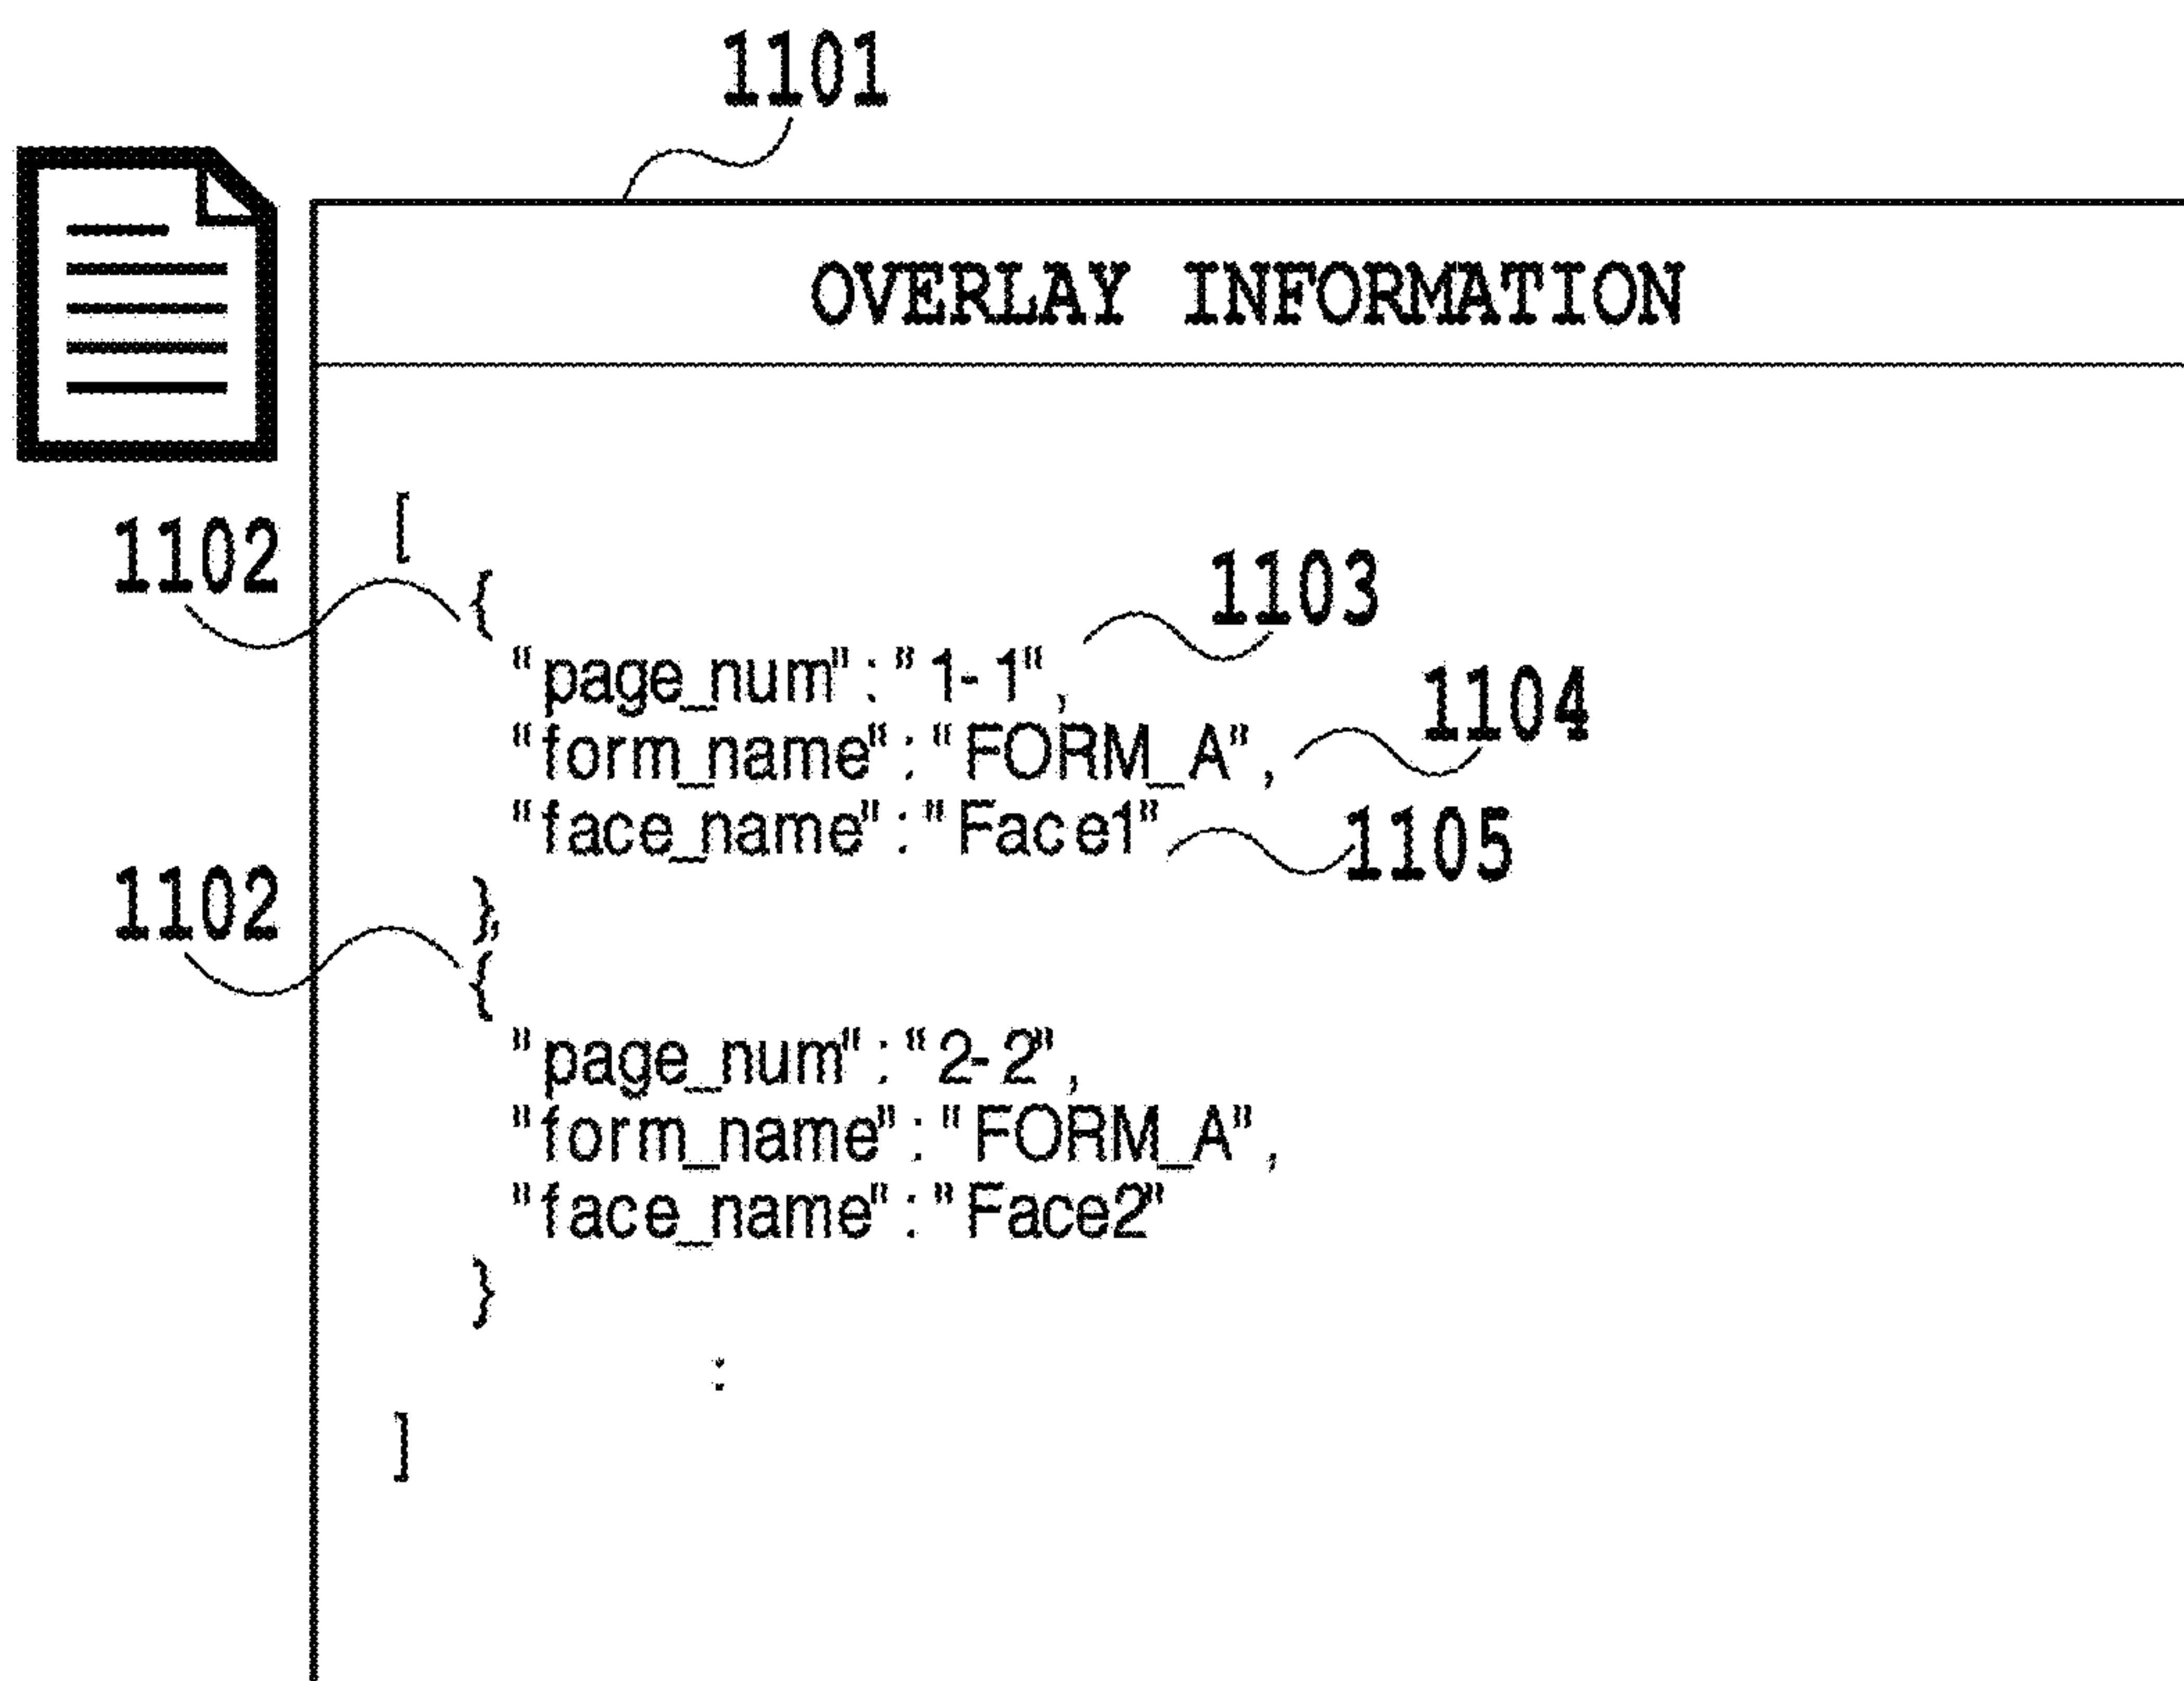 1101
OVERLAY INFORMATION
[
1102
{
1103
"page_num":"1-1",
1104
"form_name":"FORM_A",
"face_name":"Face1"
1105
1102
},
{
"page_num":"2-2",
"form_name":"FORM_A",
"face_name":"Face2"
}
:
]